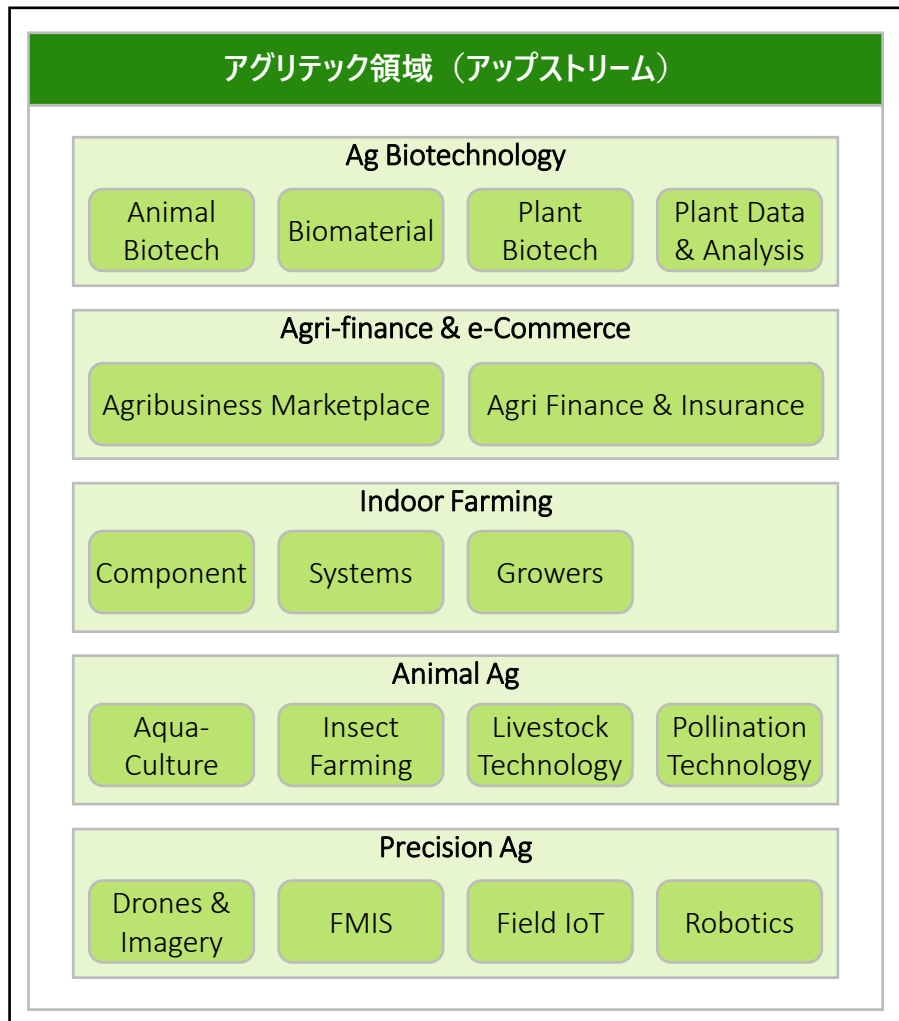 アグリテック領域（アップストリーム）
Ag Biotechnology
Animal
Biotech
Biomaterial
Plant
Biotech
Plant Data
& Analysis
Agri-finance & e-Commerce
Agribusiness Marketplace
Agri Finance & Insurance
Indoor Farming
Component
Systems
Growers
Animal Ag
Aqua-
Culture
Insect
Farming
Livestock
Technology
Pollination
Technology
Precision Ag
Drones &
Imagery
FMIS
Field IoT
Robotics